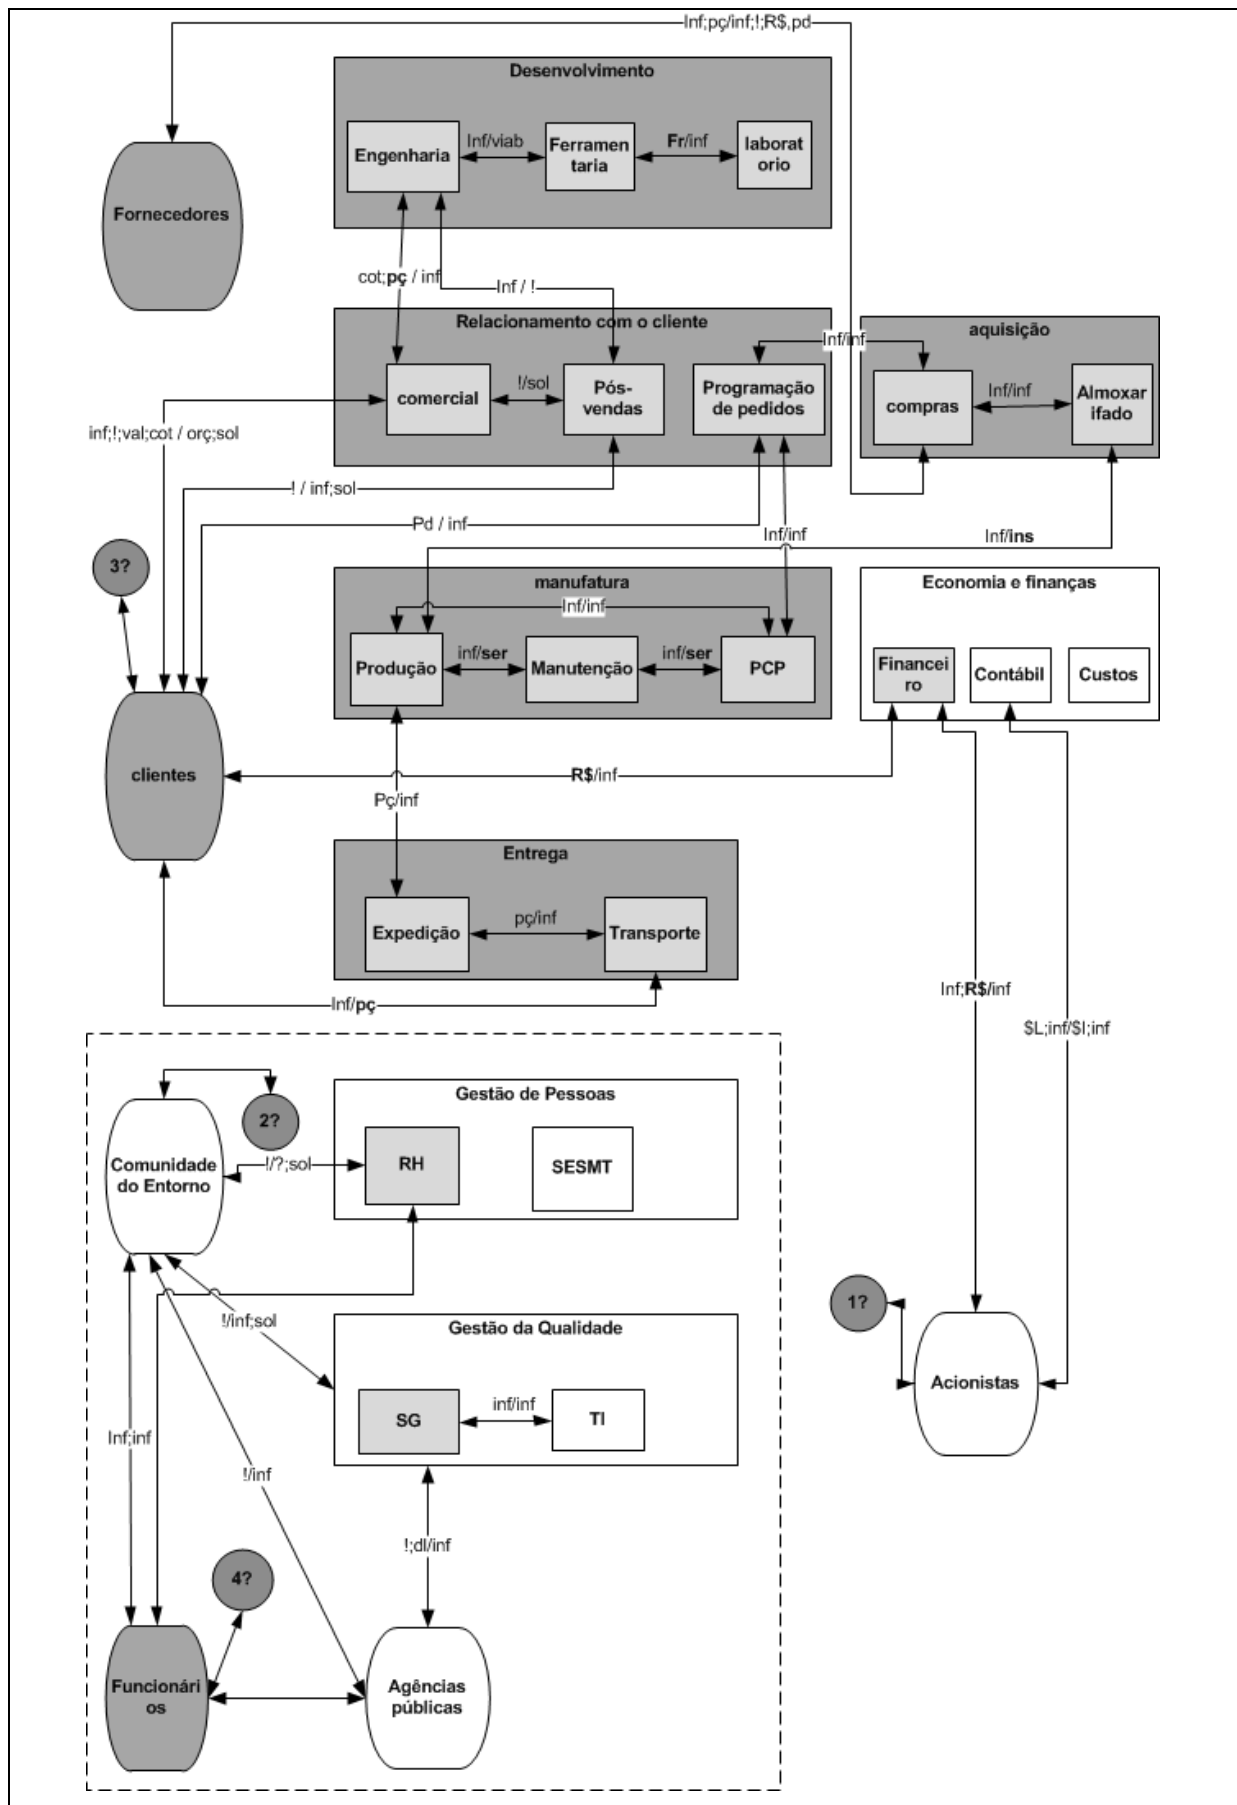 Inf;pç/inf;!;R$,pd
Desenvolvimento
Engenharia
Inf/viab
Ferramen
taria
Fr/inf
laborat
orio
Fornecedores
cot;pç / inf
Inf / !
Relacionamento com o cliente
aquisição
Inf/inf
comercial
!/sol
Pós-
vendas
Programação
de pedidos
compras
Inf/inf
Almoxar
ifado
inf;!;val;cot / orç;sol
! / inf;sol
Pd / inf
Inf/inf
Inf/ins
3?
manufatura
Inf/inf
Economia e finanças
Produção
inf/ser
Manutenção
inf/ser
PCP
Financei
ro
Contábil
Custos
clientes
R$/inf
Pç/inf
Entrega
Expedição
pç/inf
Transporte
Inf;R$/inf
Inf/pç
$L;inf/$I;inf
Gestão de Pessoas
2?
Comunidade
do Entorno
!/?;sol
RH
SESMT
1?
!/inf;sol
Gestão da Qualidade
Acionistas
SG
inf/inf
TI
Inf;inf
!/inf
!;dl/inf
4?
Funcionári
os
Agências
públicas